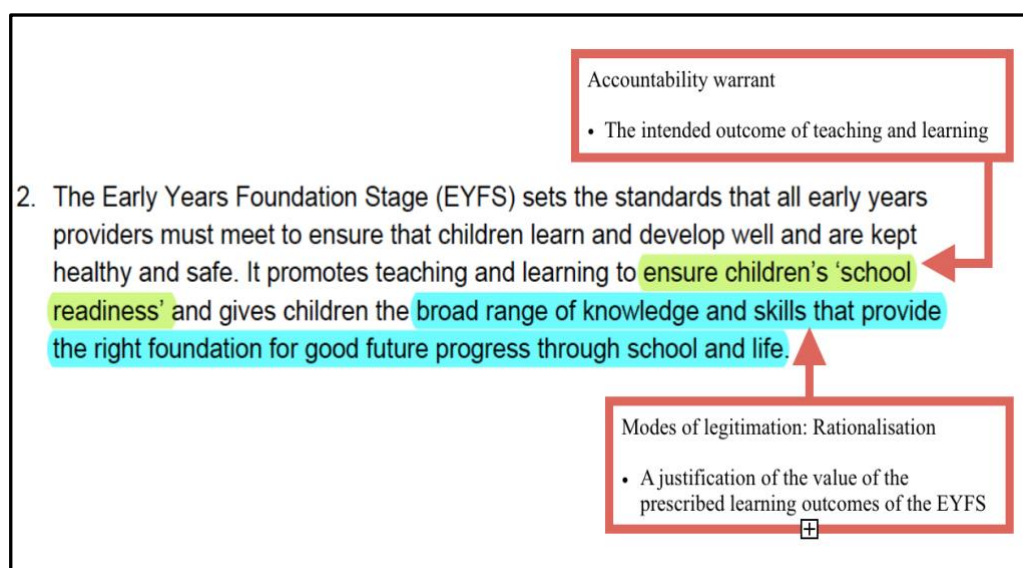 Accountability warrant
• The intended outcome of teaching and learning
2. The Early Years Foundation Stage (EYFS) sets the standards that all early years
providers must meet to ensure that children learn and develop well and are kept
healthy and safe. It promotes teaching and learning to ensure children’s ‘school
readiness’ and gives children the broad range of knowledge and skills that provide
the right foundation for good future progress through school and life.
Modes of legitimation: Rationalisation
• A justification of the value of the
prescribed learning outcomes of the EYFS